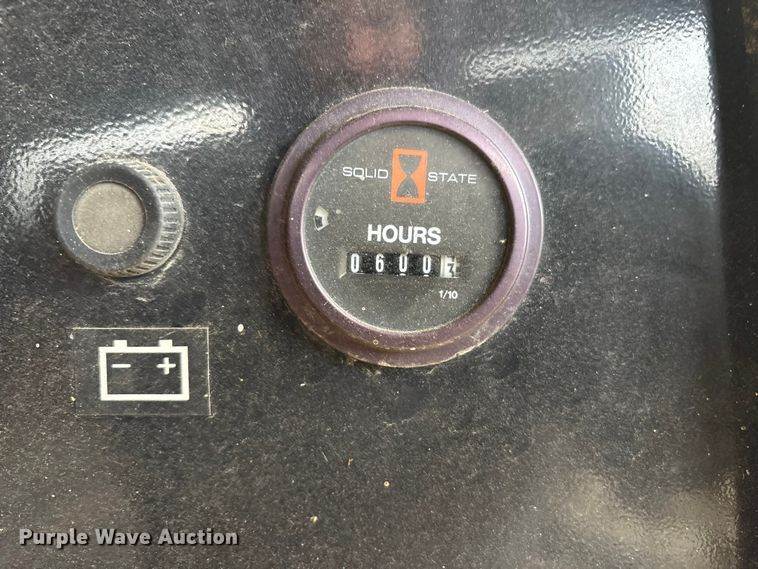 SOLID STATE
HOURS
0600
1/10
- +
Purple Wave Auction